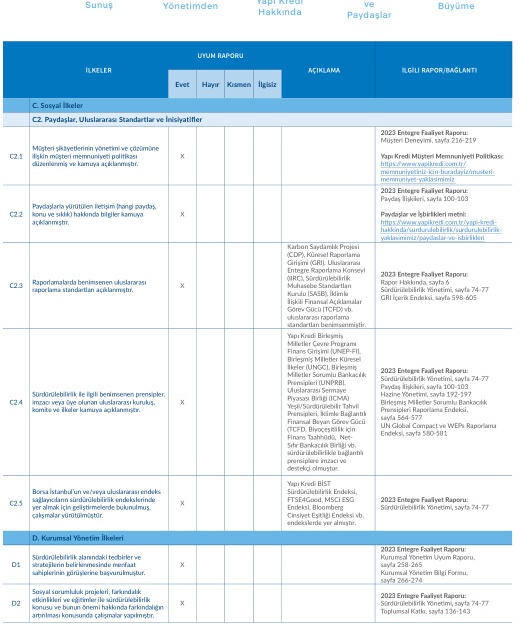 Sunuş
Yönetimden
Yapı Kredi
Hakkında
ve
Paydaşlar
Büyüme
İLKELER
UYUM RAPORU
Evet
Hayır
Kısmen
İlgisiz
AÇIKLAMA
İLGİLİ RAPOR/BAĞLANTI
C. Sosyal İlkeler
C2. Paydaşlar, Uluslararası Standartlar ve İnisiyatifler
C2.1
Müşteri şikâyetlerinin yönetimi ve çözümüne
ilişkin müşteri memnuniyeti politikası
düzenlenmiş ve kamuya açıklanmıştır.
X
2023 Entegre Faaliyet Raporu:
Müşteri Deneyimi, sayfa 216-219
Yapı Kredi Müşteri Memnuniyeti Politikası:
https://www.yapikredi.com.tr/
memnuniyetiniz-icin-buradayiz/musteri-
memnuniyet-yaklasimimiz
C2.2
Paydaşlarla yürütülen iletişim (hangi paydaş,
konu ve sıklık) hakkında bilgiler kamuya
açıklanmıştır.
X
2023 Entegre Faaliyet Raporu:
Paydaş İlişkileri, sayfa 100-103
Paydaşlar ve İşbirlikleri metni:
https://www.yapikredi.com.tr/yapi-kredi-
hakkinda/surdurulebilirlik/surdurulebilirlik-
yaklasimimiz/paydaslar-ve-isbirlikleri
C2.3
Raporlamalarda benimsenen uluslararası
raporlama standartları açıklanmıştır.
X
Karbon Saydamlık Projesi
(CDP), Küresel Raporlama
Girişimi (GRI), Uluslararası
Entegre Raporlama Konseyi
(IIRC), Sürdürülebilirlik
Muhasebe Standartları
Kurulu (SASB), İklimle
İlişkili Finansal Açıklamalar
Görev Gücü (TCFD) vb.
uluslararası raporlama
standartları benimsenmiştir.
2023 Entegre Faaliyet Raporu:
Rapor Hakkında, sayfa 6
Sürdürülebilirlik Yönetimi, sayfa 74-77
GRI İçerik Endeksi, sayfa 598-605
C2.4
Sürdürülebilirlik ile ilgili benimsenen prensipler,
imzacı veya üye olunan uluslararası kuruluş,
komite ve ilkeler kamuya açıklanmıştır.
X
Yapı Kredi Birleşmiş
Milletler Çevre Programı
Finans Girişimi (UNEP-FI),
Birleşmiş Milletler Küresel
İlkeler (UNGC), Birleşmiş
Milletler Sorumlu Bankacılık
Prensipleri (UNPRB),
Uluslararası Sermaye
Piyasası Birliği (ICMA)
Yeşil/Sürdürülebilir Tahvil
Prensipleri, İklimle Bağlantılı
Finansal Beyan Görev Gücü
(TCFD, Biyoçeşitlilik için
Finans Taahhüdü, Net-
Sıfır Bankacılık Birliği vb.
sürdürülebilirlikle bağlantılı
prensiplere imzacı ve
destekçi olmuştur.
2023 Entegre Faaliyet Raporu:
Sürdürülebilirlik Yönetimi, sayfa 74-77
Paydaş İlişkileri, sayfa 100-103
Hazine Yönetimi, sayfa 192-197
Birleşmiş Milletler Sorumlu Bankacılık
Prensipleri Raporlama Endeksi,
sayfa 564-577
UN Global Compact ve WEPs Raporlama
Endeksi, sayfa 580-581
C2.5
Borsa İstanbul'un ve/veya uluslararası endeks
sağlayıcıların sürdürülebilirlik endekslerinde
yer almak için geliştirmelerde bulunulmuş,
çalışmalar yürütülmüştür.
X
Yapı Kredi BİST
Sürdürülebilirlik Endeksi,
FTSE4Good, MSCI ESG
Endeksi, Bloomberg
Cinsiyet Eşitliği Endeksi vb.
endekslerde yer almıştır.
2023 Entegre Faaliyet Raporu:
Sürdürülebilirlik Yönetimi, sayfa 74-77
D. Kurumsal Yönetim İlkeleri
D1
Sürdürülebilirlik alanındaki tedbirler ve
stratejilerin belirlenmesinde menfaat
sahiplerinin görüşlerine başvurulmuştur.
X
2023 Entegre Faaliyet Raporu:
Kurumsal Yönetim Uyum Raporu,
sayfa 258-265
Kurumsal Yönetim Bilgi Formu,
sayfa 266-274
D2
Sosyal sorumluluk projeleri, farkındalık
etkinlikleri ve eğitimler ile sürdürülebilirlik
konusu ve bunun önemi hakkında farkındalığın
artırılması konusunda çalışmalar yapılmıştır.
X
2023 Entegre Faaliyet Raporu:
Sürdürülebilirlik Yönetimi, sayfa 74-77
Toplumsal Katkı, sayfa 136-143